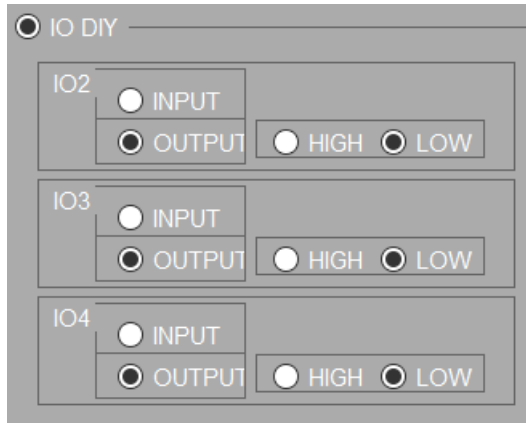 IO DIY
IO2
INPUT
OUTPUT HIGH LOW
IO3
INPUT
OUTPUT HIGH LOW
IO4
INPUT
OUTPUT HIGH LOW